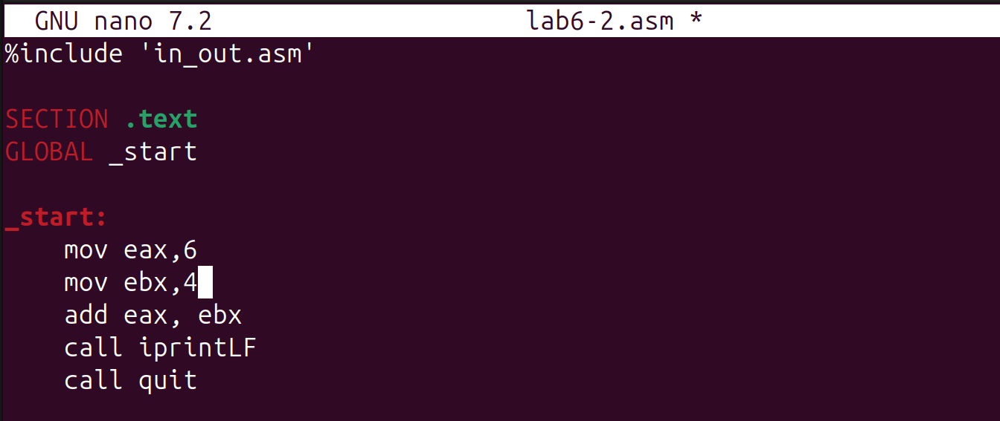 GNU nano 7.2 lab6-2.asm *
%include 'in_out.asm'
SECTION .text
GLOBAL _start
_start:
mov eax,6
mov ebx,4
add eax, ebx
call iprintLF
call quit